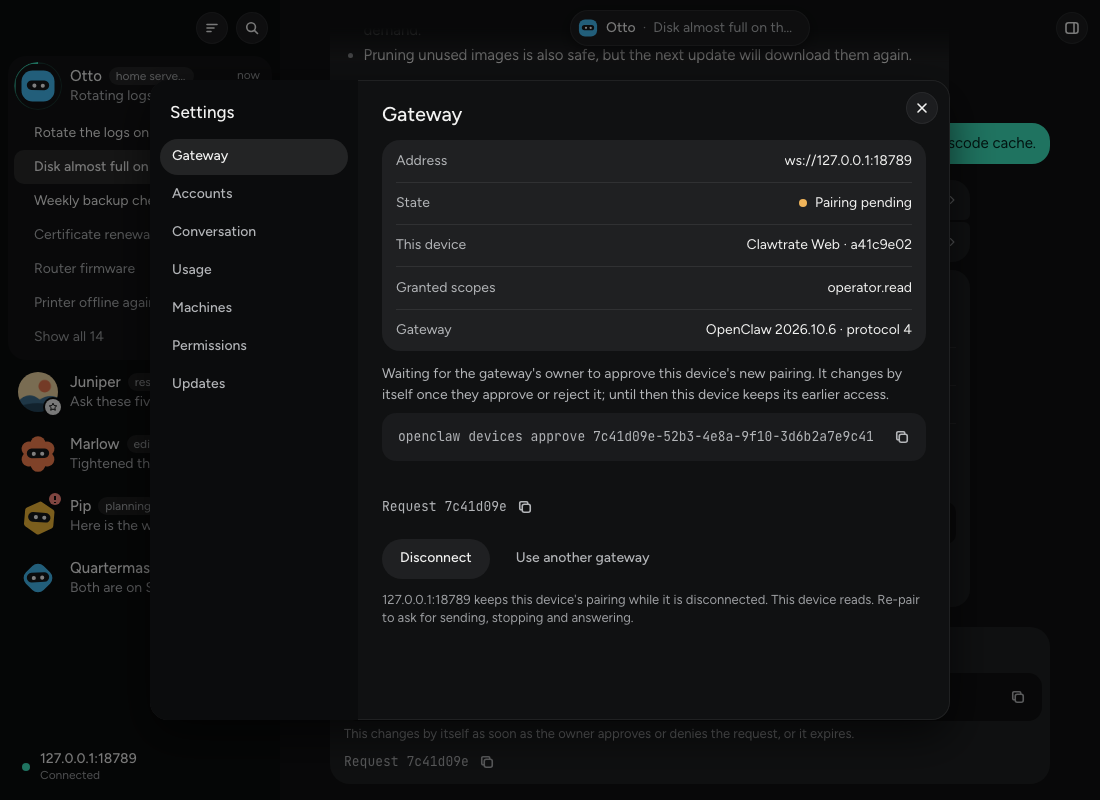 Otto · Disk almost full on th...
demand.
Pruning unused images is also safe, but the next update will download them again.
Otto home serve... now
Rotating logs
Rotate the logs on
Disk almost full on
Weekly backup
Certificate
Router firmware
Printer offline
Show all 14
Juniper
Ask these
Marlow
Tightened
Pip planning
Here is the
Both are on
127.0.0.1:18789
Connected
Settings
Gateway
Accounts
Conversation
Usage
Machines
Permissions
Updates
Gateway
Address ws://127.0.0.1:18789
State Pairing pending
This device Clawtrate Web · a41c9e02
Granted scopes operator.read
Gateway OpenClaw 2026.10.6 · protocol 4
Waiting for the gateway's owner to approve this device's new pairing. It changes by
itself once they approve or reject it; until then this device keeps its earlier access.
openclaw devices approve 7c41d09e-52b3-4e8a-9f10-3d6b2a7e9c41
Request 7c41d09e
Disconnect Use another gateway
127.0.0.1:18789 keeps this device's pairing while it is disconnected. This device reads. Re-pair
to ask for sending, stopping and answering.
cache.
This changes by itself as soon as the owner approves or denies the request, or it expires.
Request 7c41d09e